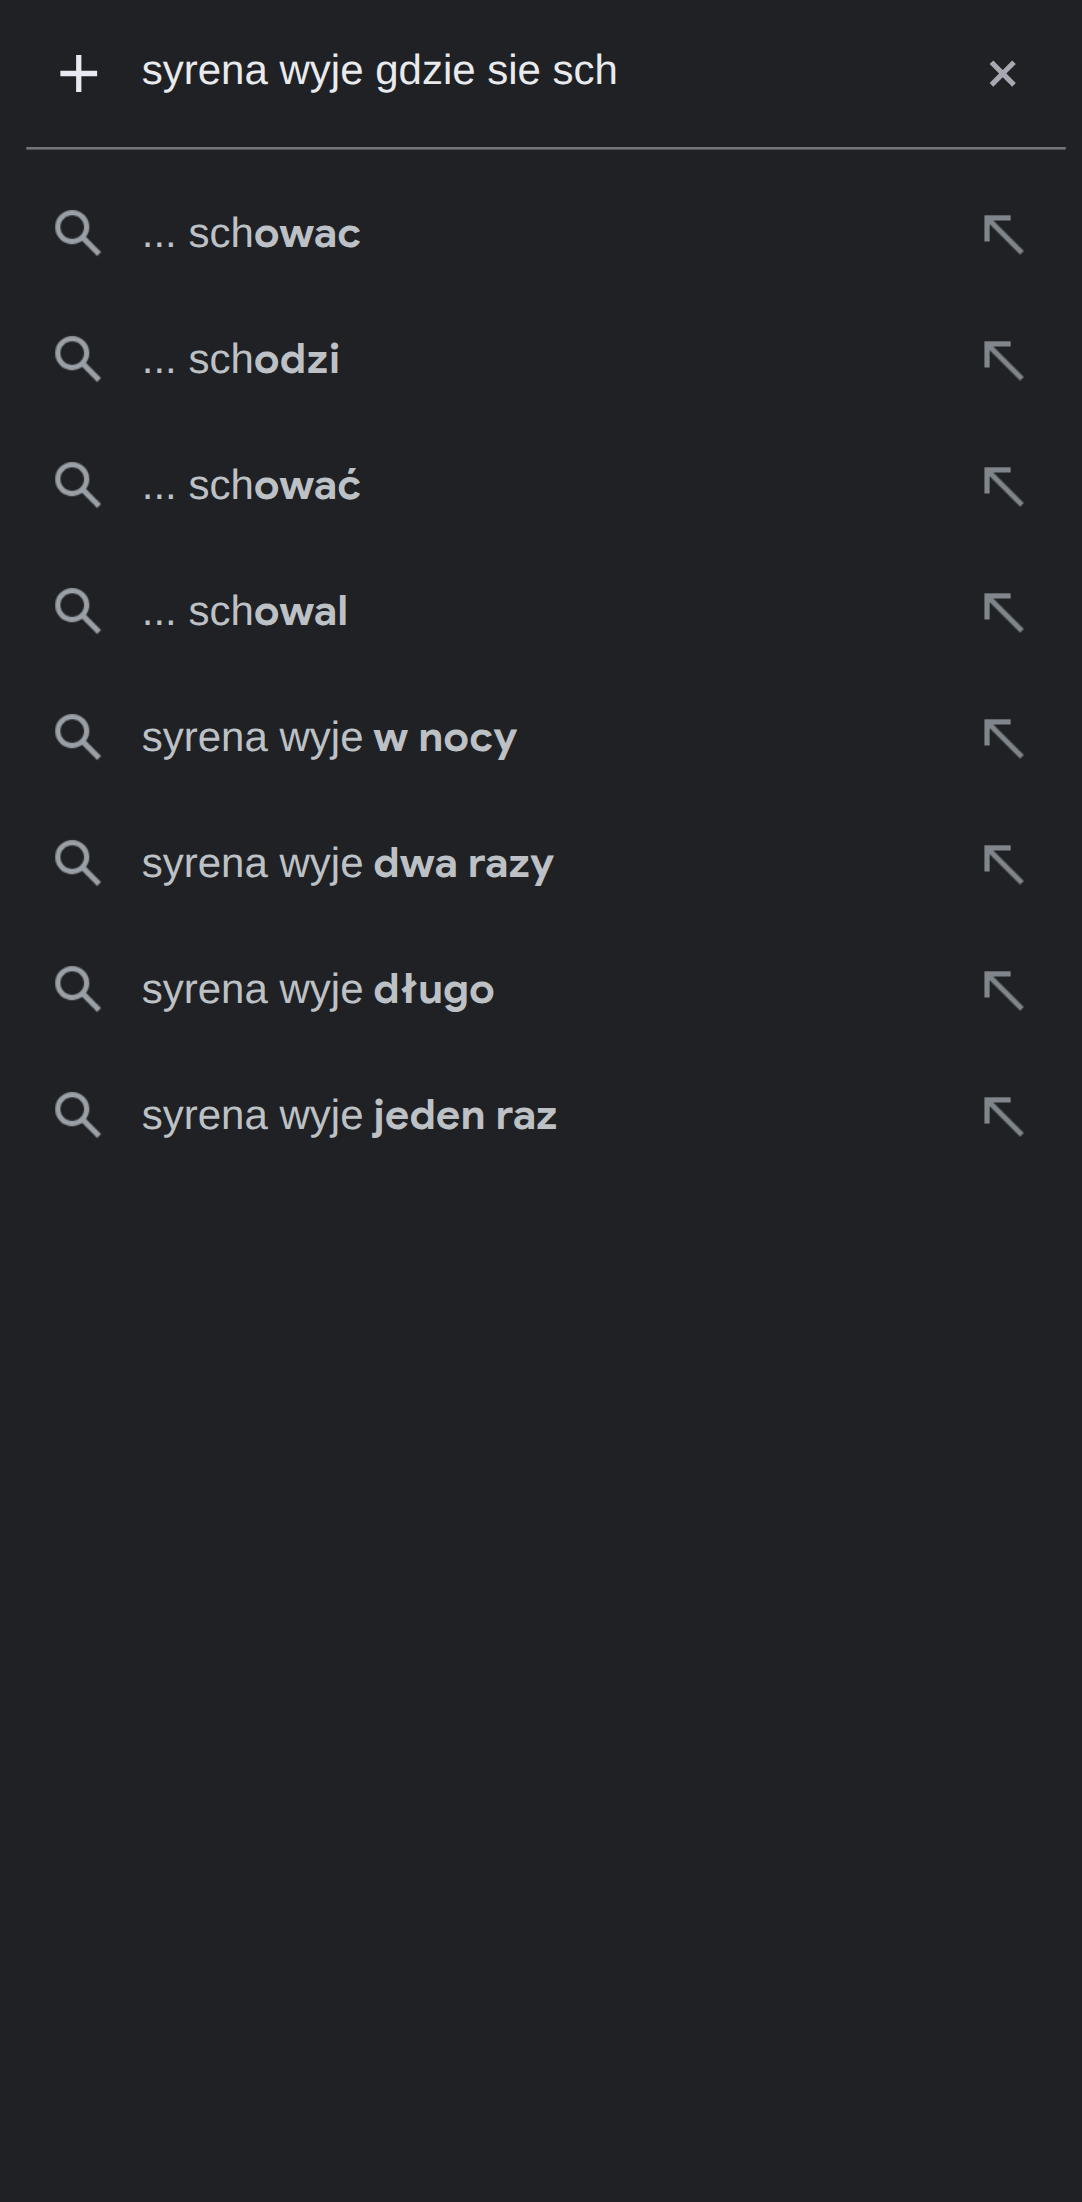 syrena wyje gdzie sie sch
... schowac
... schodzi
... schować
... schowal
syrena wyje w nocy
syrena wyje dwa razy
syrena wyje długo
syrena wyje jeden raz